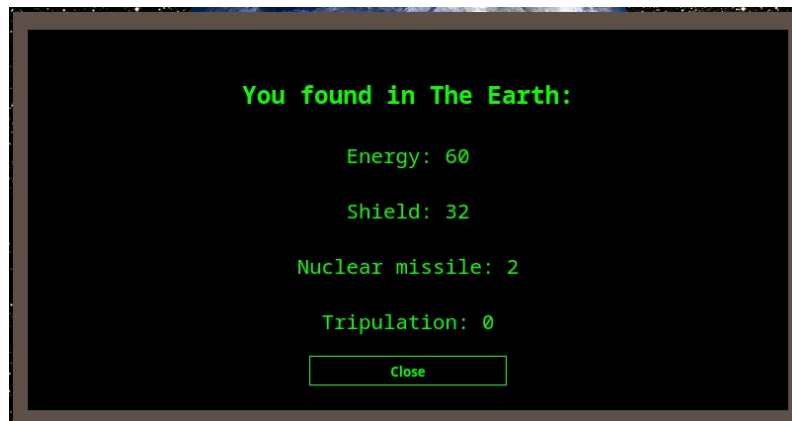 You found in The Earth:
Energy: 60
Shield: 32
Nuclear missile: 2
Tripulation: 0
Close